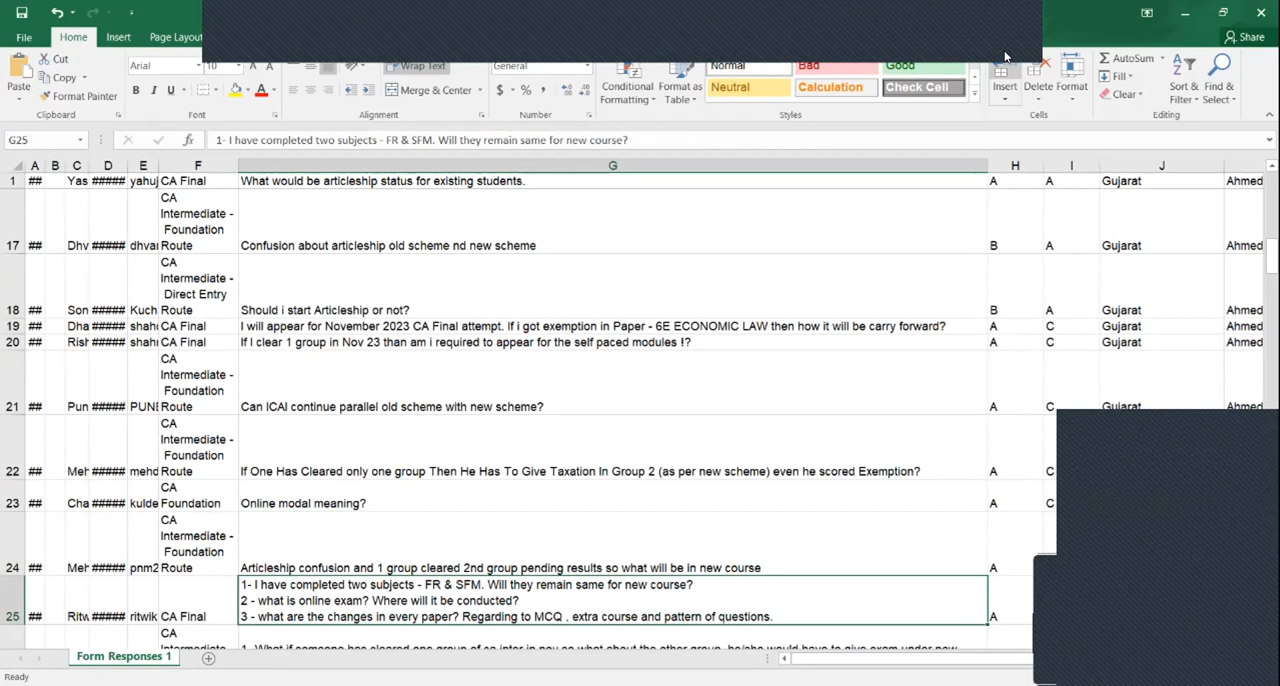 File Home Insert Page Layou Share
Cut
Copy
Format Painter
Paste
Clipboard
Arial 10
B I U
Font
Wrap Text
Merge & Center
Alignment
General
$ % ,
Number
Conditional Formatting
Format as Table
Normal Bad Good
Neutral Calculation Check Cell
Styles
Insert Delete Format
Cells
AutoSum
Fill
Clear
Sort & Filter
Find & Select
Editing
G25 fx 1- I have completed two subjects - FR & SFM. Will they remain same for new course?
A B C D E F G H I J
1 ## Yas ##### yahuj CA Final What would be articleship status for existing students. A A Gujarat Ahmed
CA
Intermediate -
Foundation
17 ## Dhv ##### dhvar Route Confusion about articleship old scheme nd new scheme B A Gujarat Ahmed
CA
Intermediate -
Direct Entry
18 ## Son ##### Kuch Route Should i start Articleship or not? B A Gujarat Ahmed
19 ## Dha ##### shah CA Final I will appear for November 2023 CA Final attempt. If i got exemption in Paper - 6E ECONOMIC LAW then how it will be carry forward? A C Gujarat Ahmed
20 ## Rish ##### shah CA Final If I clear 1 group in Nov 23 than am i required to appear for the self paced modules !? A C Gujarat Ahmed
CA
Intermediate -
Foundation
21 ## Pun ##### PUNE Route Can ICAI continue parallel old scheme with new scheme? A C Gujarat Ahmed
CA
Intermediate -
Foundation
22 ## Meh ##### mehd Route If One Has Cleared only one group Then He Has To Give Taxation In Group 2 (as per new scheme) even he scored Exemption? A C
CA
23 ## Cha ##### kulde Foundation Online modal meaning? A C
CA
Intermediate -
Foundation
24 ## Meh ##### pnm2 Route Articleship confusion and 1 group cleared 2nd group pending results so what will be in new course A
1- I have completed two subjects - FR & SFM. Will they remain same for new course?
2 - what is online exam? Where will it be conducted?
25 ## Ritw ##### ritwik CA Final 3 - what are the changes in every paper? Regarding to MCQ , extra course and pattern of questions. A
CA
Form Responses 1
Ready